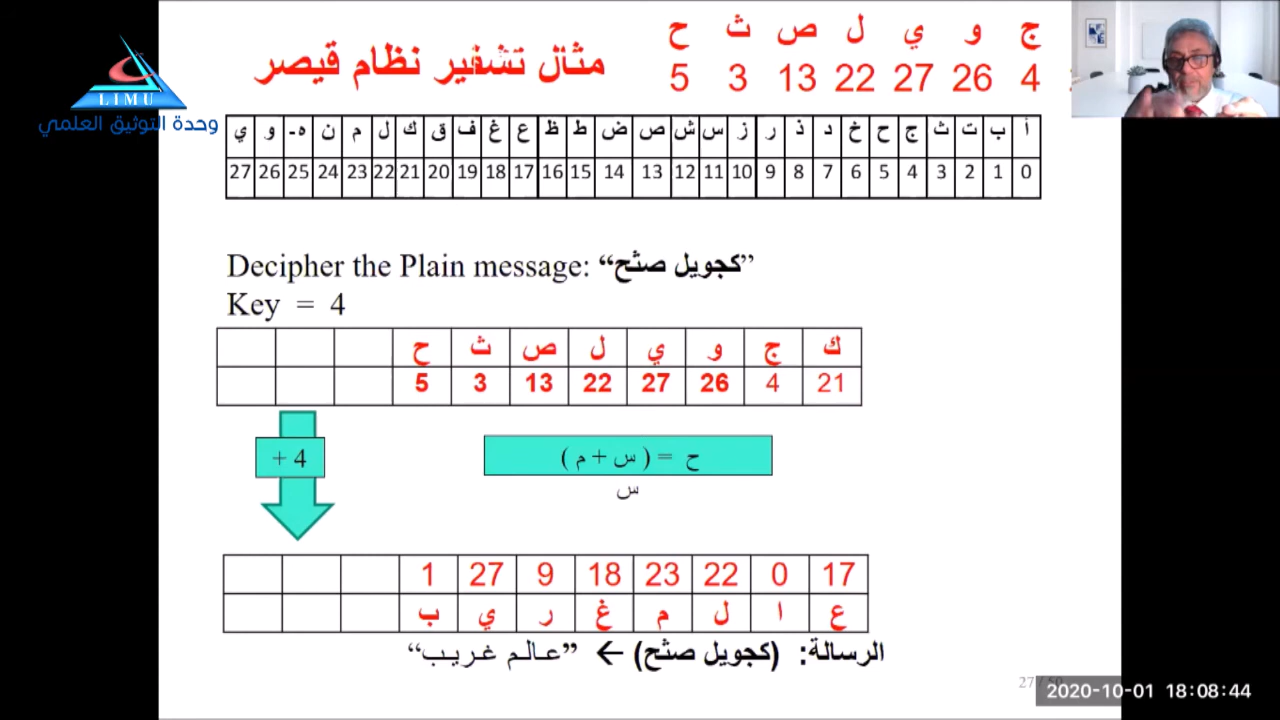 ج و ي ل ص ث ح
4 26 27 22 13 3 5
مثال تشفير نظام قيصر
LIMU
وحدة التوثيق العلمي
أ ب ت ث ج ح خ د ذ ر ز س ش ص ض ط ظ ع غ ف ق ك ل م ن هـ و ي
0 1 2 3 4 5 6 7 8 9 10 11 12 13 14 15 16 17 18 19 20 21 22 23 24 25 26 27
Decipher the Plain message: “كجويل صثح”
Key = 4
ك ج و ي ل ص ث ح
21 4 26 27 22 13 3 5
+ 4
ح = ( س + م )
س
17 0 22 23 18 9 27 1
ع ا ل م غ ر ي ب
الرسالة: (كجويل صثح) ← “عـالـم غـريـب”
2020-10-01 18:08:44